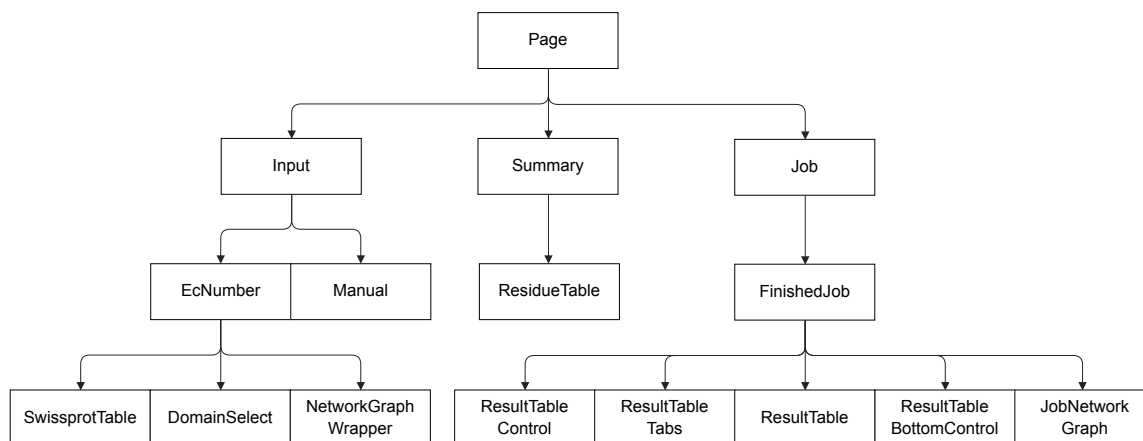 Page
Input
Summary
Job
EcNumber
Manual
ResidueTable
FinishedJob
SwissprotTable
DomainSelect
NetworkGraph
Wrapper
ResultTable
Control
ResultTable
Tabs
ResultTable
ResultTable
BottomControl
JobNetwork
Graph